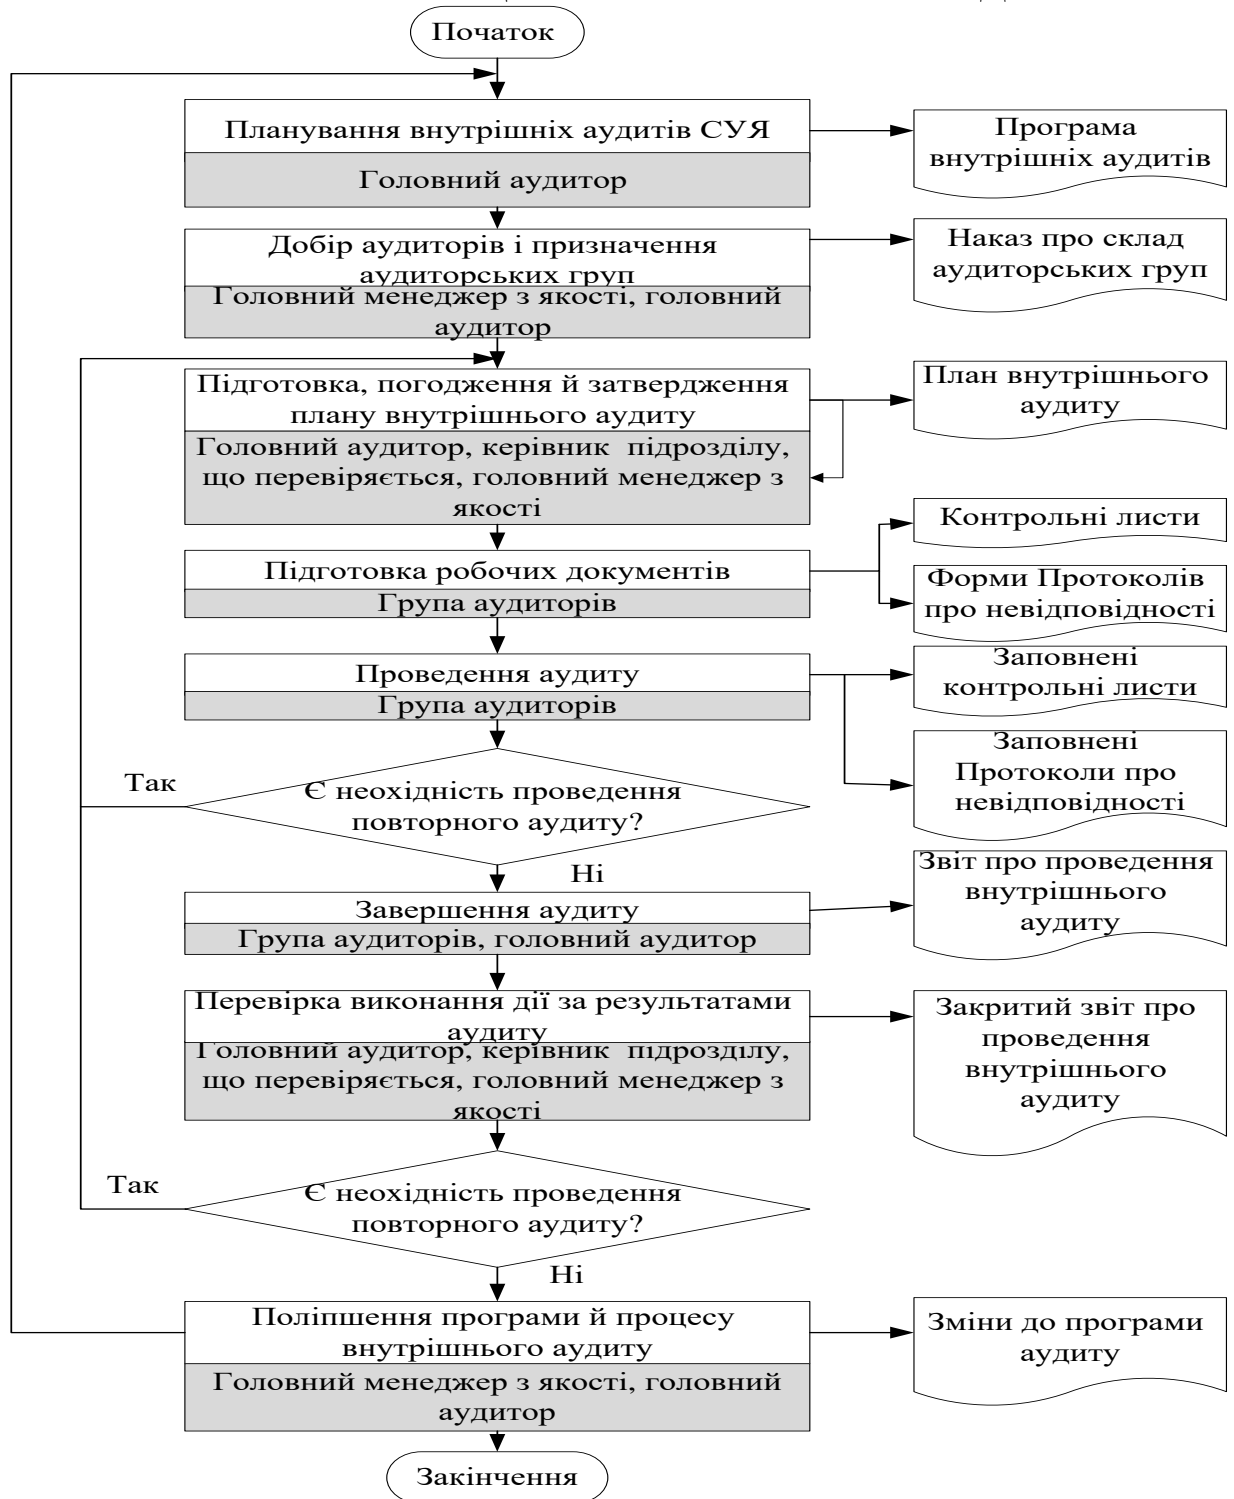 Початок
Планування внутрішніх аудитів СУЯ
Головний аудитор
Програма
внутрішніх аудитів
Добір аудиторів і призначення
аудиторських груп
Головний менеджер з якості, головний
аудитор
Наказ про склад
аудиторських груп
Підготовка, погодження й затвердження
плану внутрішнього аудиту
Головний аудитор, керівник підрозділу,
що перевіряється, головний менеджер з
якості
План внутрішнього
аудиту
Підготовка робочих документів
Група аудиторів
Контрольні листи
Форми Протоколів
про невідповідності
Проведення аудиту
Група аудиторів
Заповнені
контрольні листи
Заповнені
Протоколи про
невідповідності
Так
Є неохідність проведення
повторного аудиту?
Ні
Завершення аудиту
Група аудиторів, головний аудитор
Звіт про проведення
внутрішнього
аудиту
Перевірка виконання дії за результатами
аудиту
Головний аудитор, керівник підрозділу,
що перевіряється, головний менеджер з
якості
Закритий звіт про
проведення
внутрішнього
аудиту
Так
Є неохідність проведення
повторного аудиту?
Ні
Поліпшення програми й процесу
внутрішнього аудиту
Головний менеджер з якості, головний
аудитор
Зміни до програми
аудиту
Закінчення